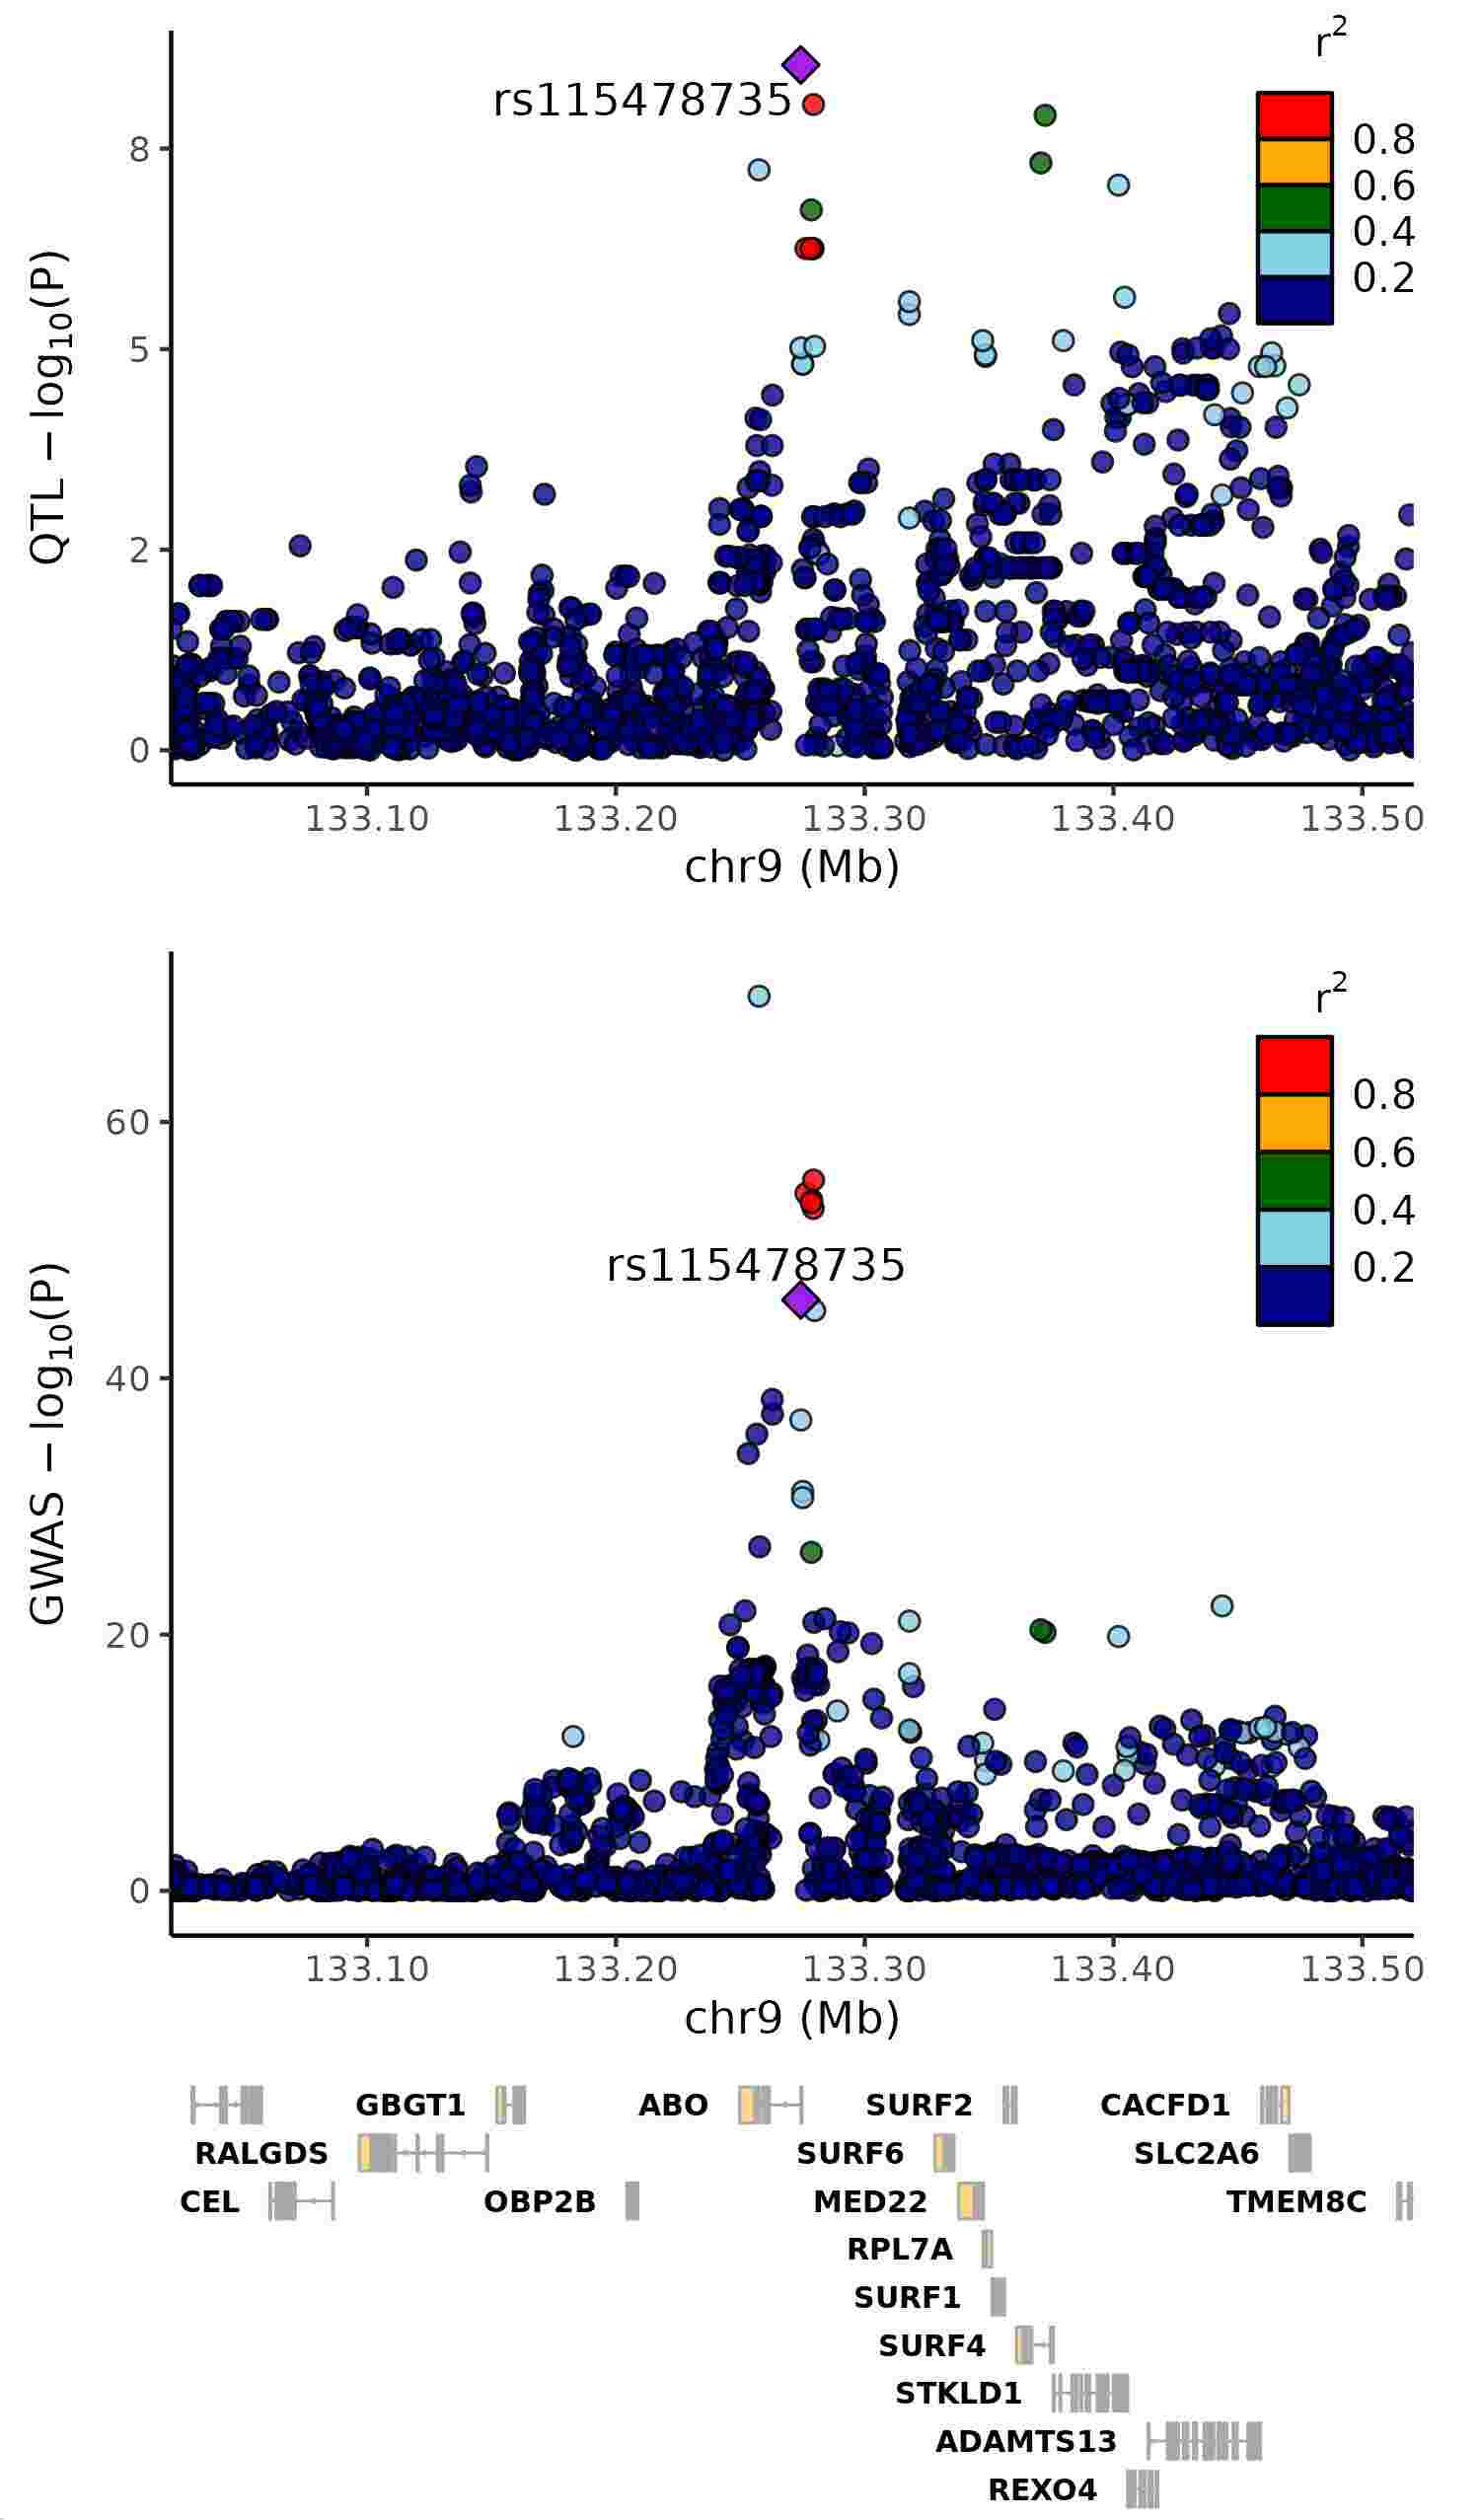 r2
rs115478735
0.8
0.6
0.4
0.2
8
5
2
0
QTL −log10(P)
133.10 133.20 133.30 133.40 133.50
chr9 (Mb)
r2
0.8
0.6
0.4
0.2
rs115478735
60
40
20
0
GWAS −log10(P)
133.10 133.20 133.30 133.40 133.50
chr9 (Mb)
GBGT1 ABO SURF2 CACFD1
RALGDS SURF6 SLC2A6
CEL OBP2B MED22 TMEM8C
RPL7A
SURF1
SURF4
STKLD1
ADAMTS13
REXO4